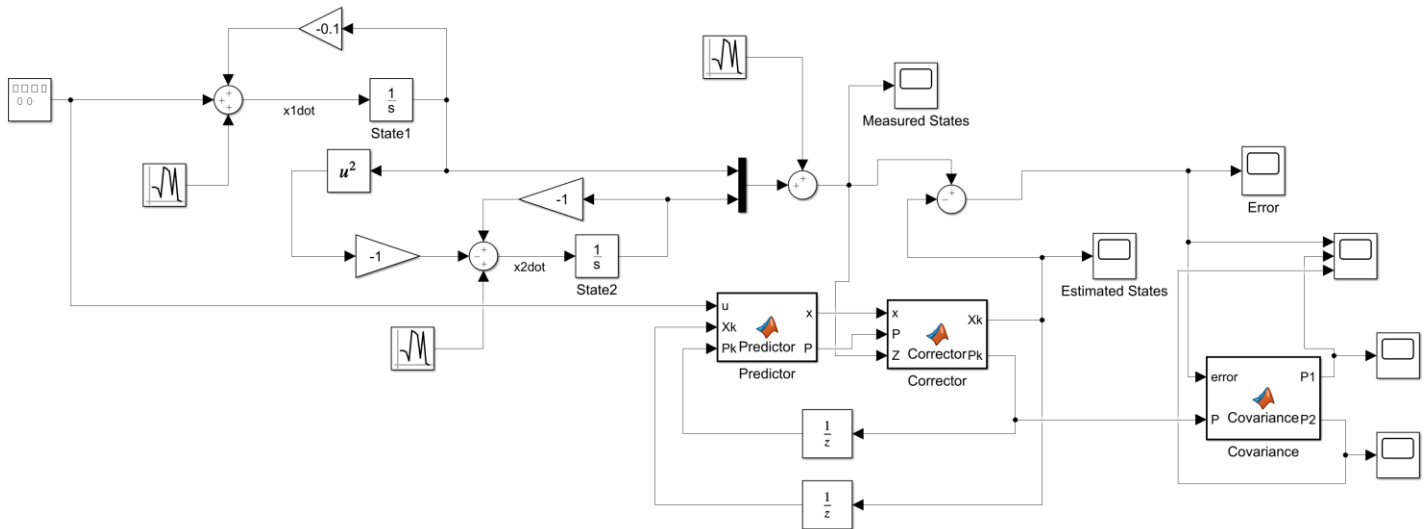 -0.1
x1dot
1
s
State1
Measured States
u²
-1
-1
x2dot
1
s
State2
Error
Estimated States
u
Xk
Pk
Predictor
x
P
Predictor
x
P
Z
Corrector
Xk
Pk
Corrector
error
P
Covariance
P1
P2
Covariance
1
z
1
z